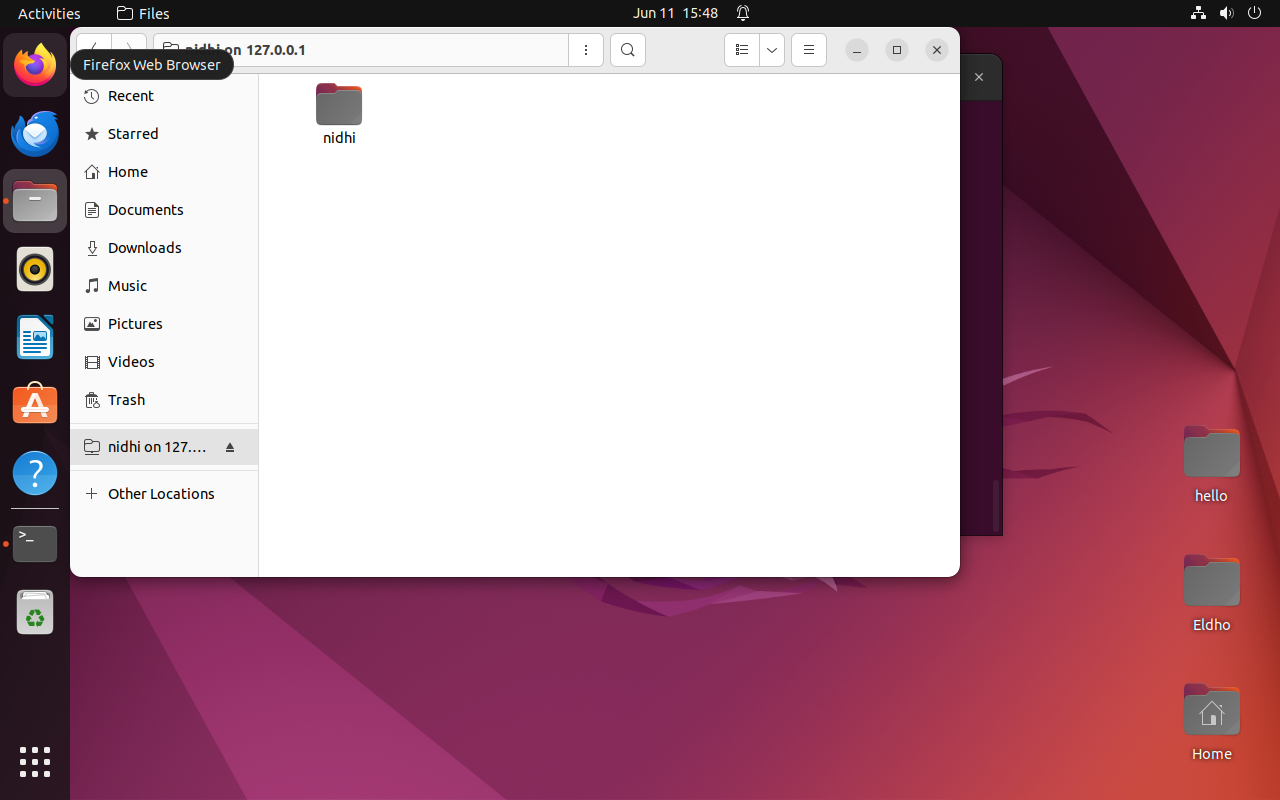 Activities
Files
Jun 11 15:48
nidhi on 127.0.0.1
Firefox Web Browser
Recent
Starred
Home
Documents
Downloads
Music
Pictures
Videos
Trash
nidhi on 127.…
Other Locations
nidhi
hello
Eldho
Home